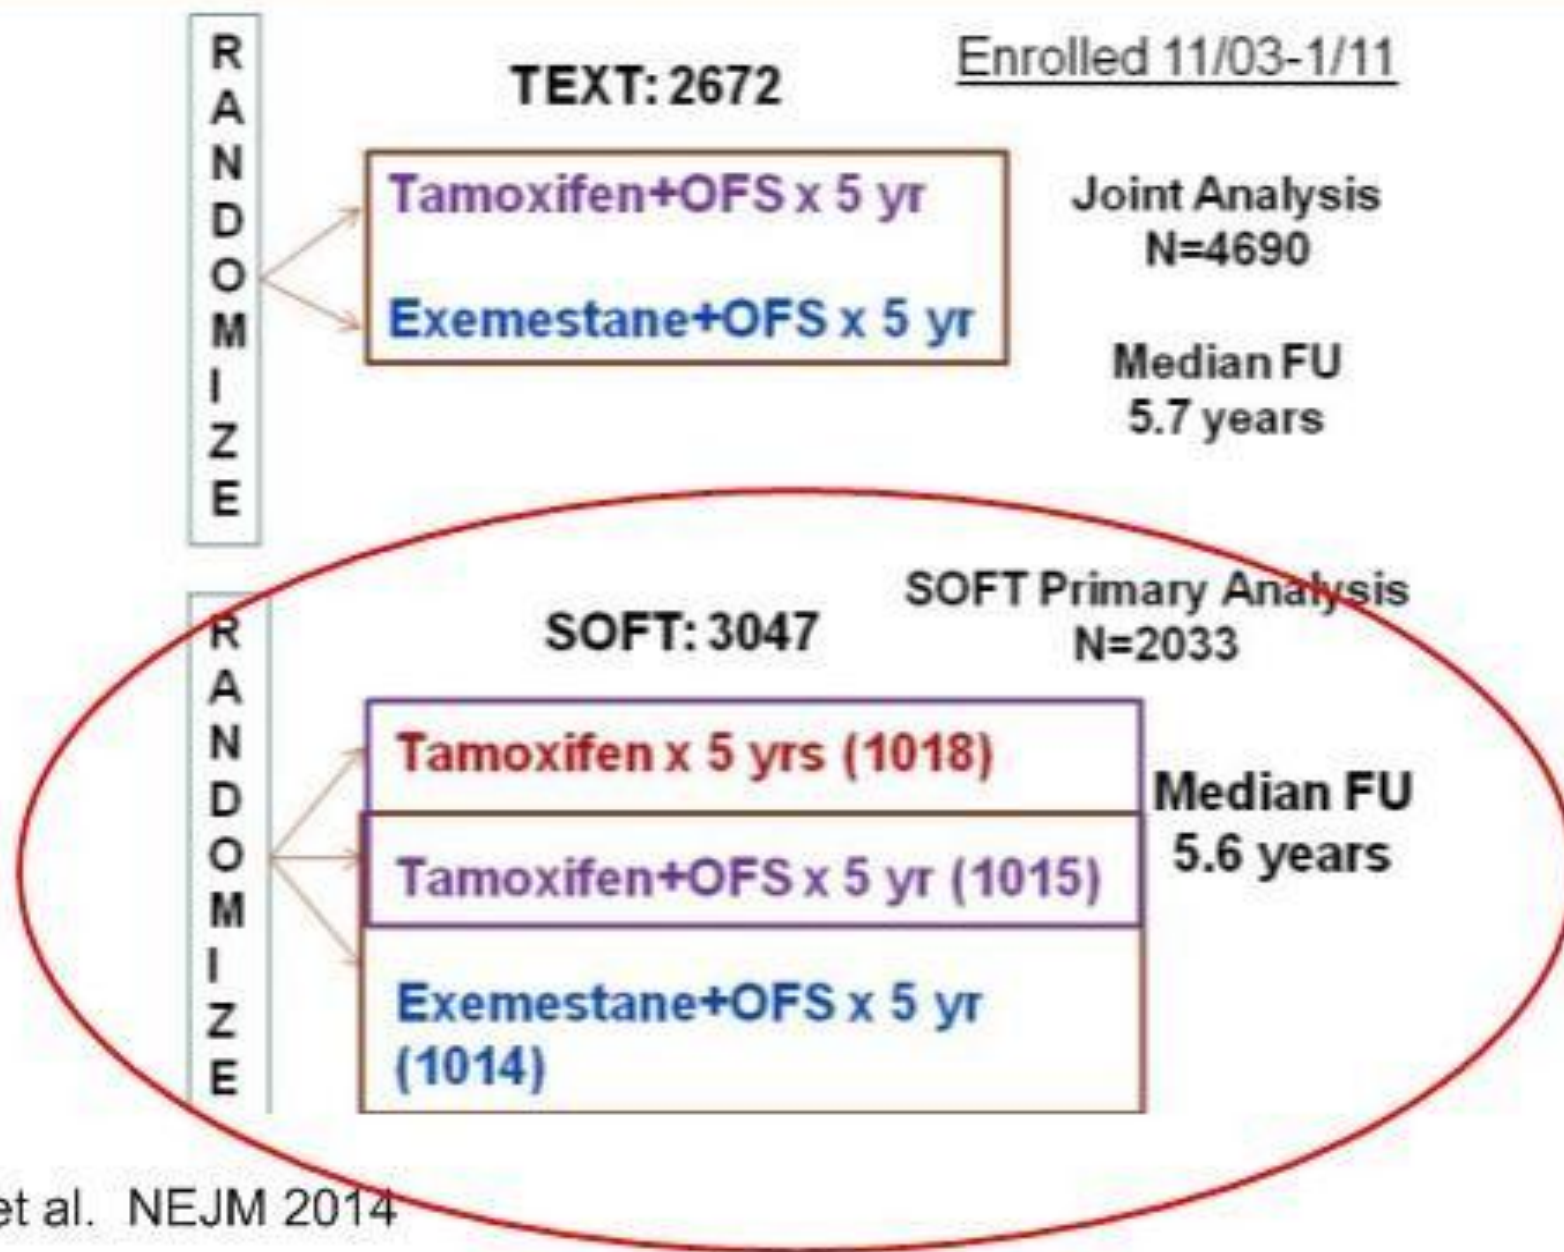 RANDOMIZE
TEXT: 2672
Enrolled 11/03-1/11
Tamoxifen+OFS x 5 yr
Exemestane+OFS x 5 yr
Joint Analysis
N=4690
Median FU
5.7 years
RANDOMIZE
SOFT: 3047
SOFT Primary Analysis
N=2033
Tamoxifen x 5 yrs (1018)
Tamoxifen+OFS x 5 yr (1015)
Exemestane+OFS x 5 yr
(1014)
Median FU
5.6 years
et al. NEJM 2014